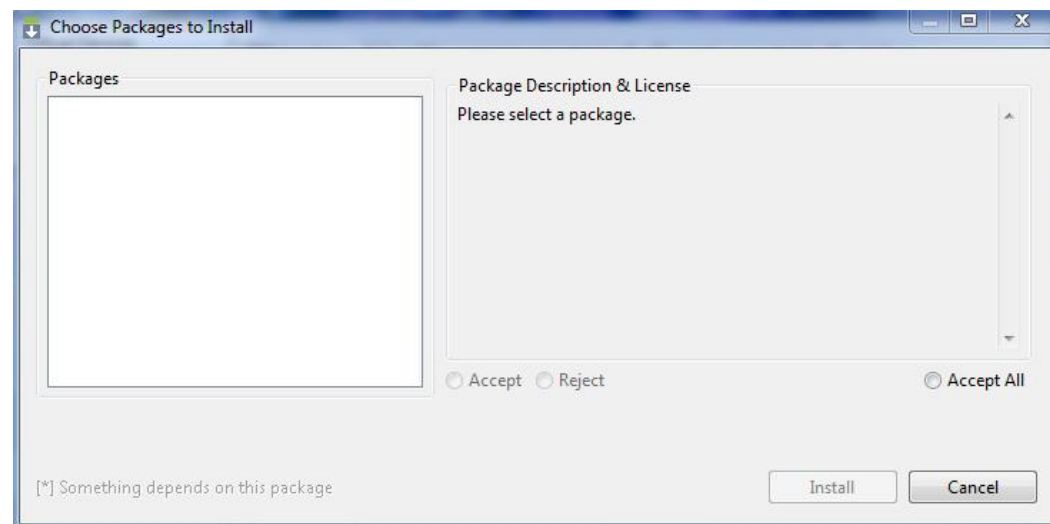 Choose Packages to Install
Packages
Package Description & License
Please select a package.
Accept
Reject
Accept All
[*] Something depends on this package
Install
Cancel